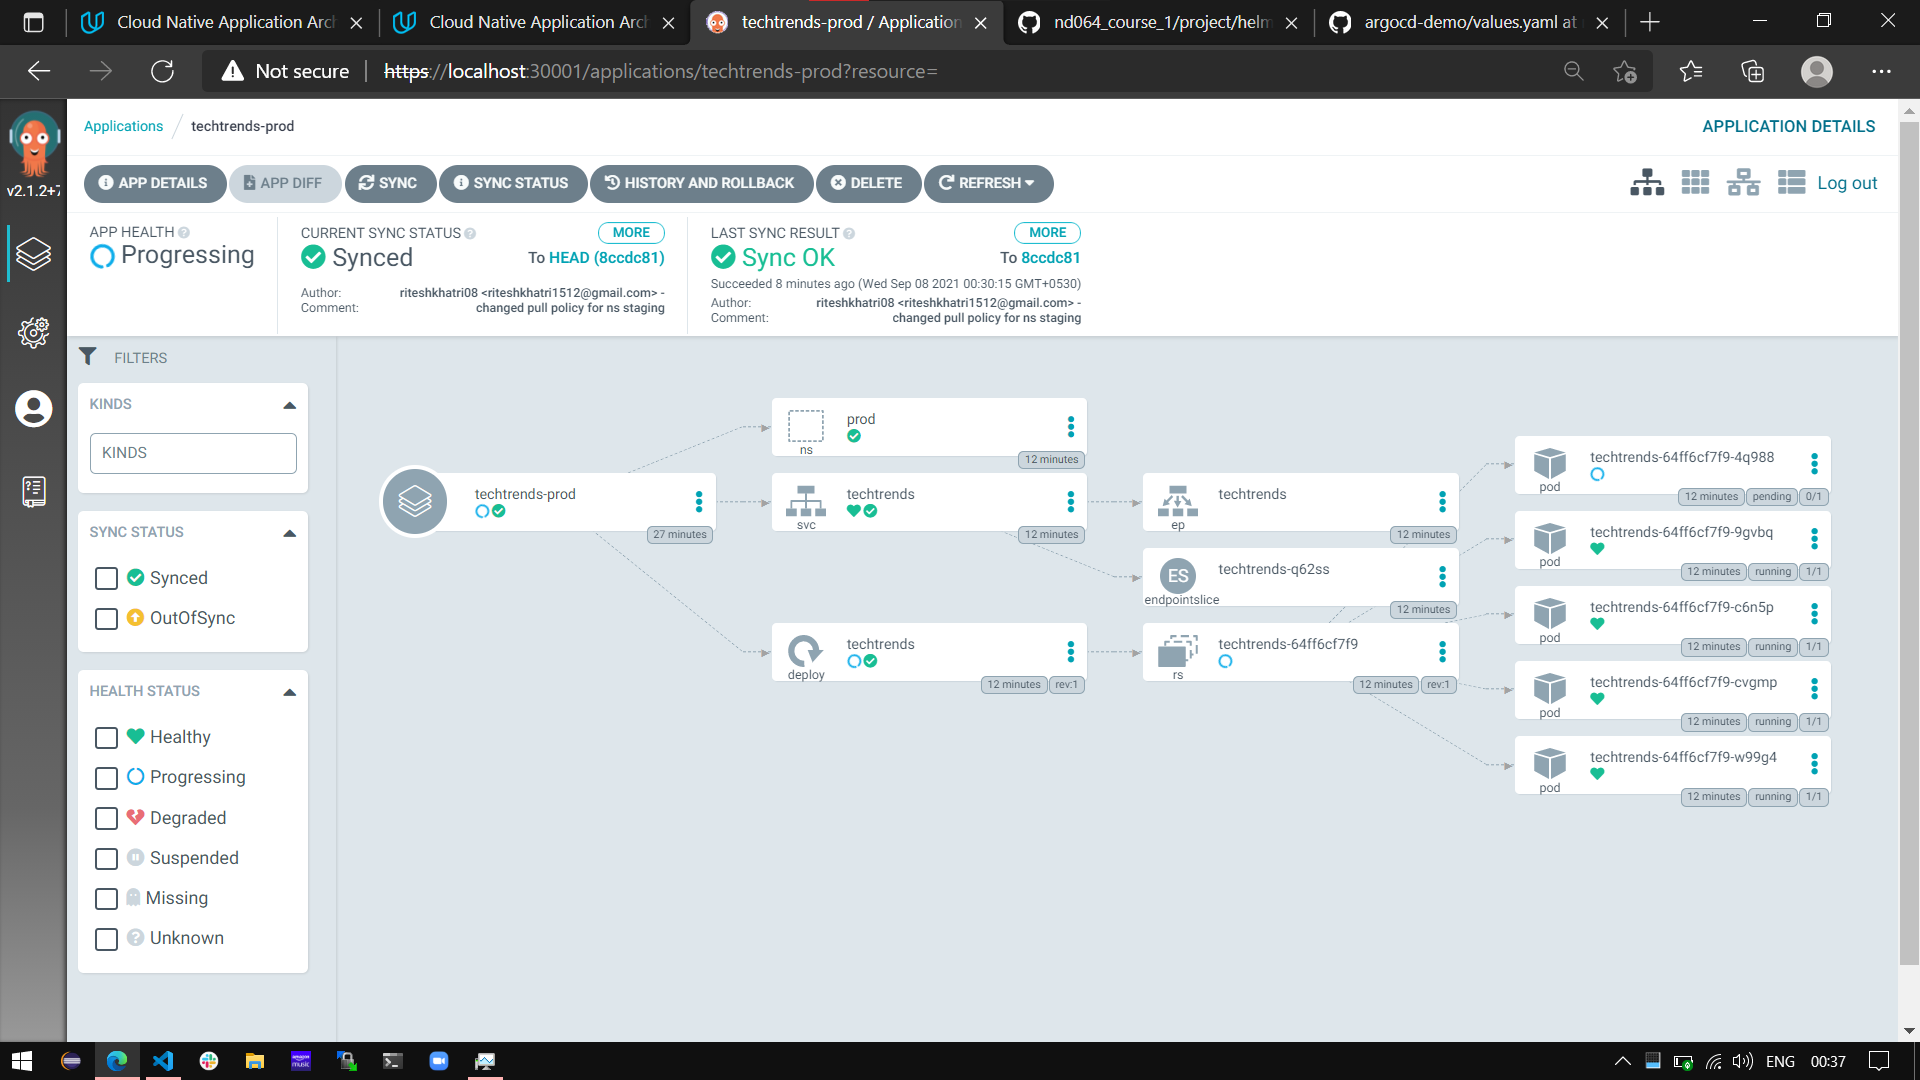 Cloud Native Application Arch
Cloud Native Application Arch
techtrends-prod / Application
nd064_course_1/project/helm
argocd-demo/values.yaml at
Not secure
https://localhost:30001/applications/techtrends-prod?resource=
v2.1.2+7
Applications
techtrends-prod
APPLICATION DETAILS
APP DETAILS
APP DIFF
SYNC
SYNC STATUS
HISTORY AND ROLLBACK
DELETE
REFRESH
Log out
APP HEALTH
Progressing
CURRENT SYNC STATUS
MORE
Synced
To HEAD (8ccdc81)
Author: riteshkhatri08 <riteshkhatri1512@gmail.com> -
Comment: changed pull policy for ns staging
LAST SYNC RESULT
MORE
Sync OK
To 8ccdc81
Succeeded 8 minutes ago (Wed Sep 08 2021 00:30:15 GMT+0530)
Author: riteshkhatri08 <riteshkhatri1512@gmail.com> -
Comment: changed pull policy for ns staging
FILTERS
KINDS
KINDS
SYNC STATUS
Synced
OutOfSync
HEALTH STATUS
Healthy
Progressing
Degraded
Suspended
Missing
Unknown
techtrends-prod
27 minutes
prod
ns
12 minutes
techtrends
svc
12 minutes
techtrends
deploy
12 minutes
rev:1
techtrends
ep
12 minutes
ES
techtrends-q62ss
endpointslice
12 minutes
techtrends-64ff6cf7f9
rs
12 minutes
rev:1
techtrends-64ff6cf7f9-4q988
pod
12 minutes
pending
0/1
techtrends-64ff6cf7f9-9gvbq
pod
12 minutes
running
1/1
techtrends-64ff6cf7f9-c6n5p
pod
12 minutes
running
1/1
techtrends-64ff6cf7f9-cvgmp
pod
12 minutes
running
1/1
techtrends-64ff6cf7f9-w99g4
pod
12 minutes
running
1/1
ENG
00:37